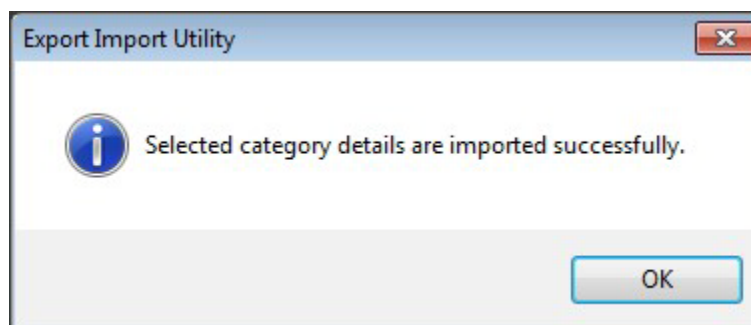 Export Import Utility
Selected category details are imported successfully.
OK